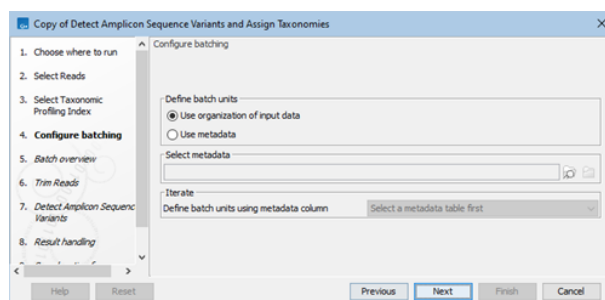 Copy of Detect Amplicon Sequence Variants and Assign Taxonomies
1. Choose where to run
2. Select Reads
3. Select Taxonomic
Profiling Index
4. Configure batching
5. Batch overview
6. Trim Reads
7. Detect Amplicon Sequenc
Variants
8. Result handling
Configure batching
Define batch units
Use organization of input data
Use metadata
Select metadata
Iterate
Define batch units using metadata column
Select a metadata table first
Help
Reset
Previous
Next
Finish
Cancel